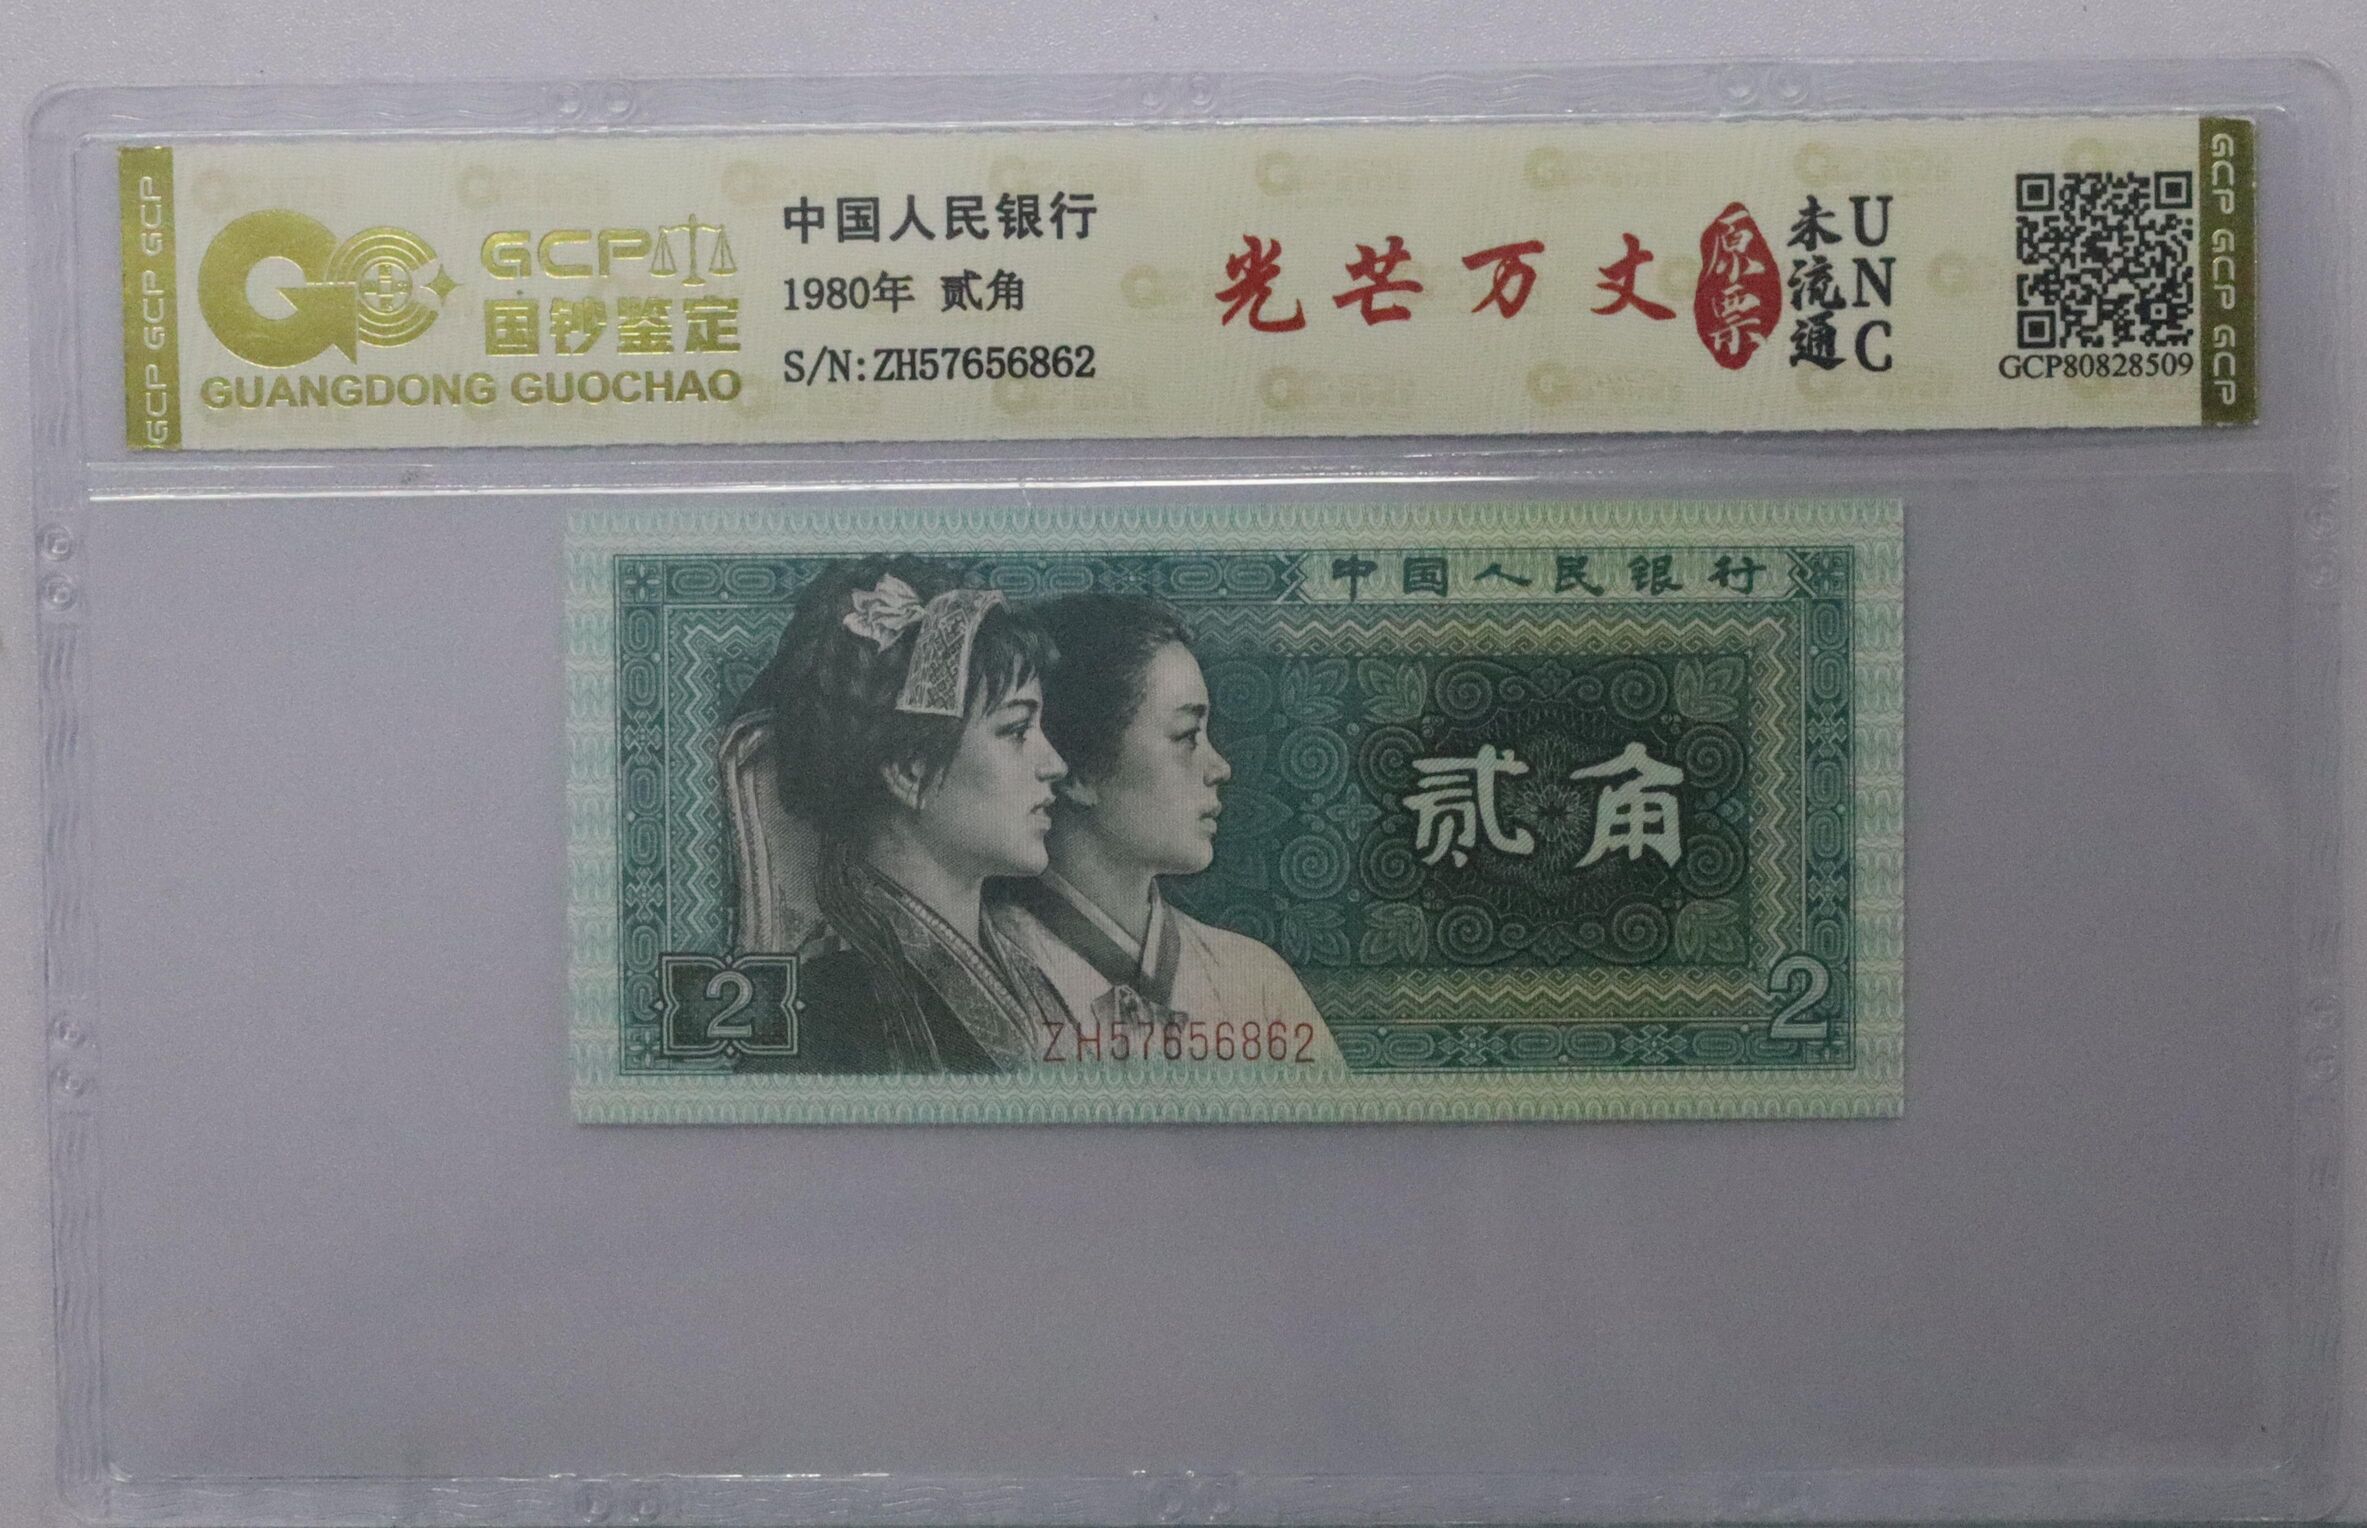 GCP GCP GCP
GCP
国钞鉴定
GUANGDONG GUOCHAO
中国人民银行
1980年 贰角
S/N:ZH57656862
光芒万丈
原票
未流通
UNC
GCP80828509
GCP GCP GCP
中国人民银行
贰角
2
2
ZH57656862